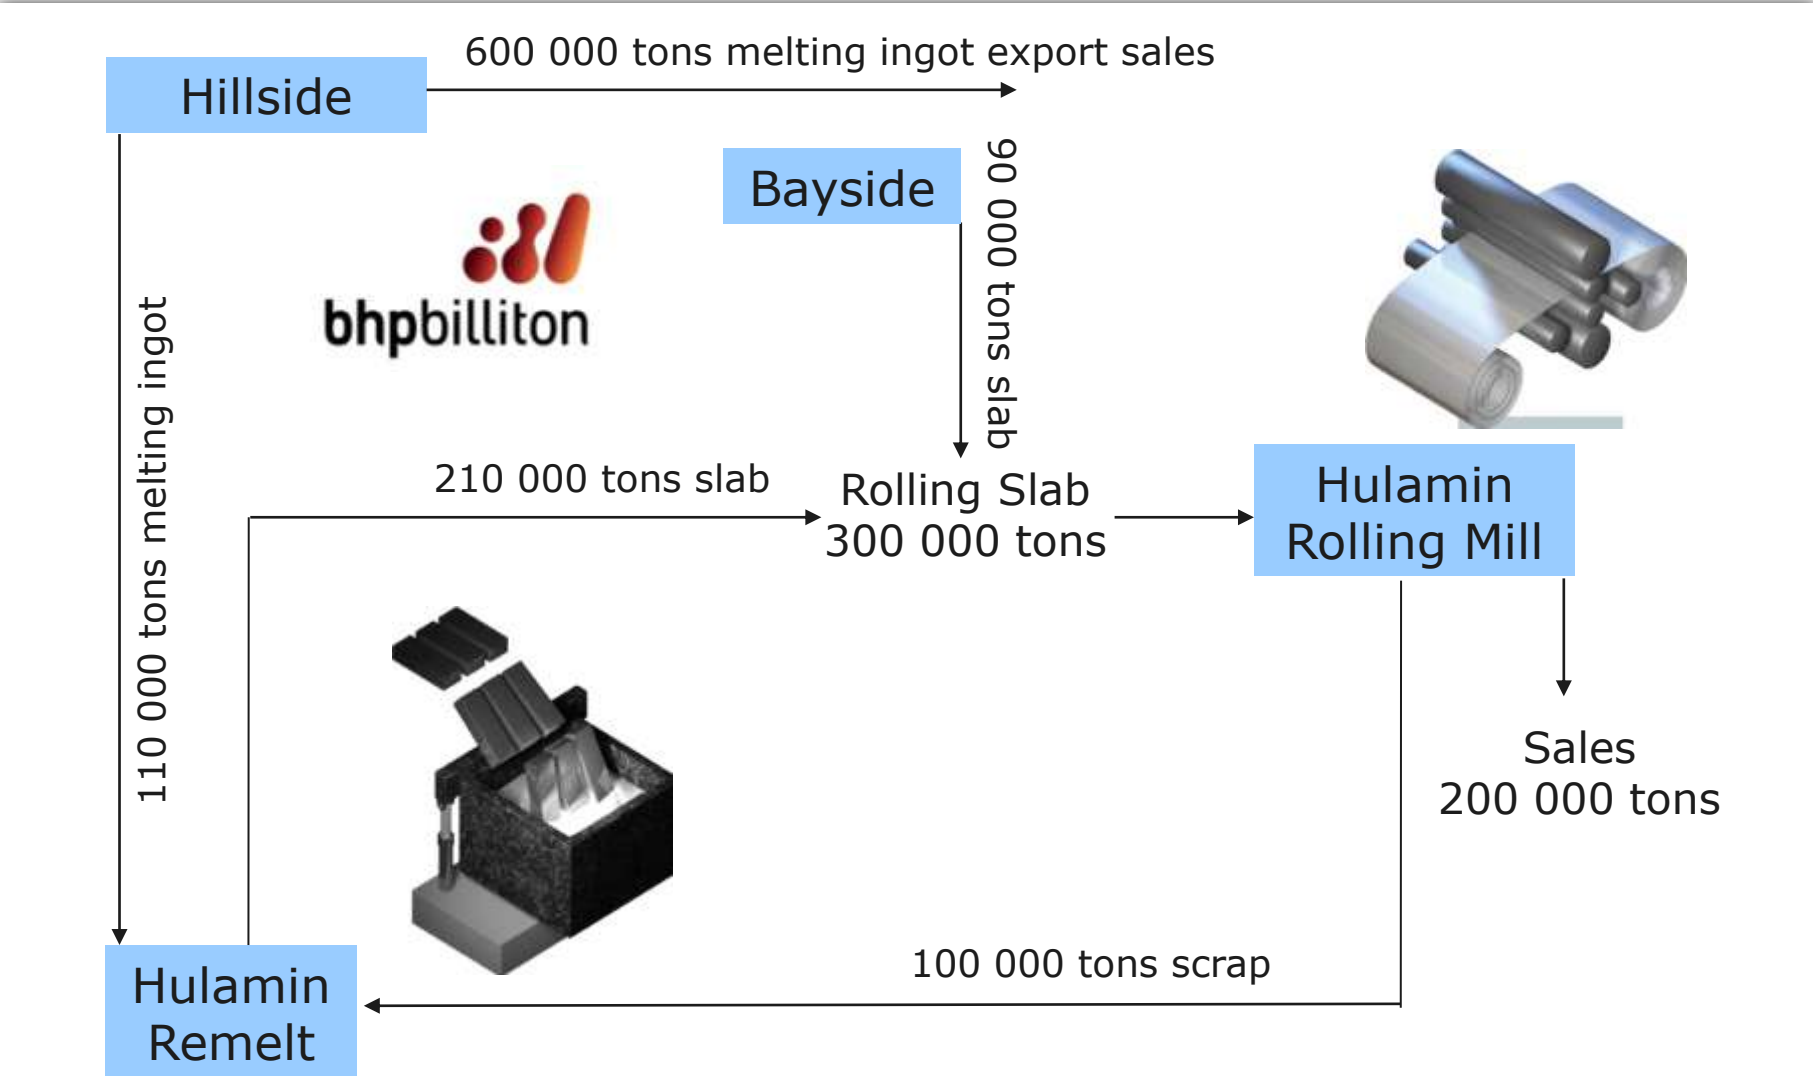 600 000 tons melting ingot export sales
Hillside
Bayside
90 000 tons slab
bhpbilliton
110 000 tons melting ingot
210 000 tons slab
Rolling Slab
300 000 tons
Hulamin
Rolling Mill
Sales
200 000 tons
100 000 tons scrap
Hulamin
Remelt